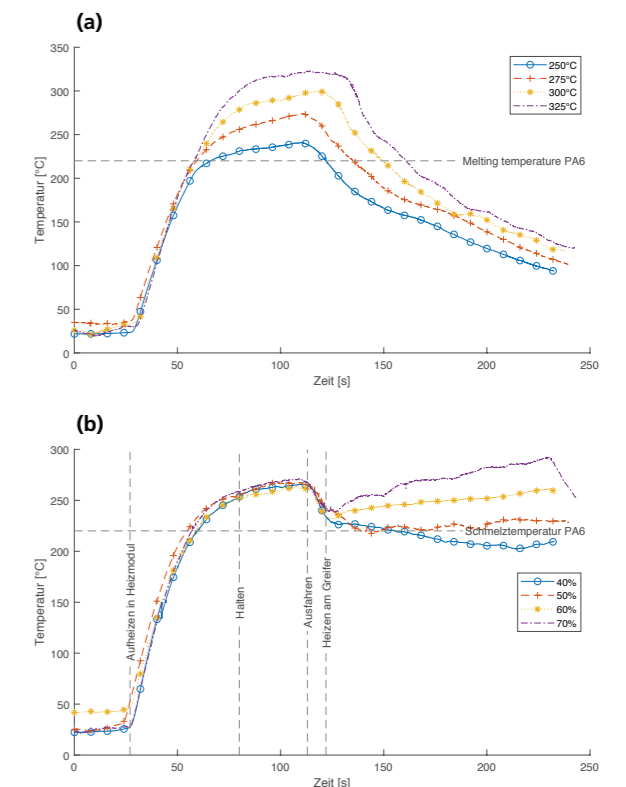 (a)
350
300
250
200
150
100
50
0
Temperatur [°C]
250°C
275°C
300°C
325°C
Melting temperature PA6
0 50 100 150 200 250
Zeit [s]
(b)
300
250
200
150
100
50
0
Temperatur [°C]
Aufheizen in Heizmodul
Halten
Ausfahren
Heizen am Greifer
Schmelztemperatur PA6
40%
50%
60%
70%
0 50 100 150 200 250
Zeit [s]